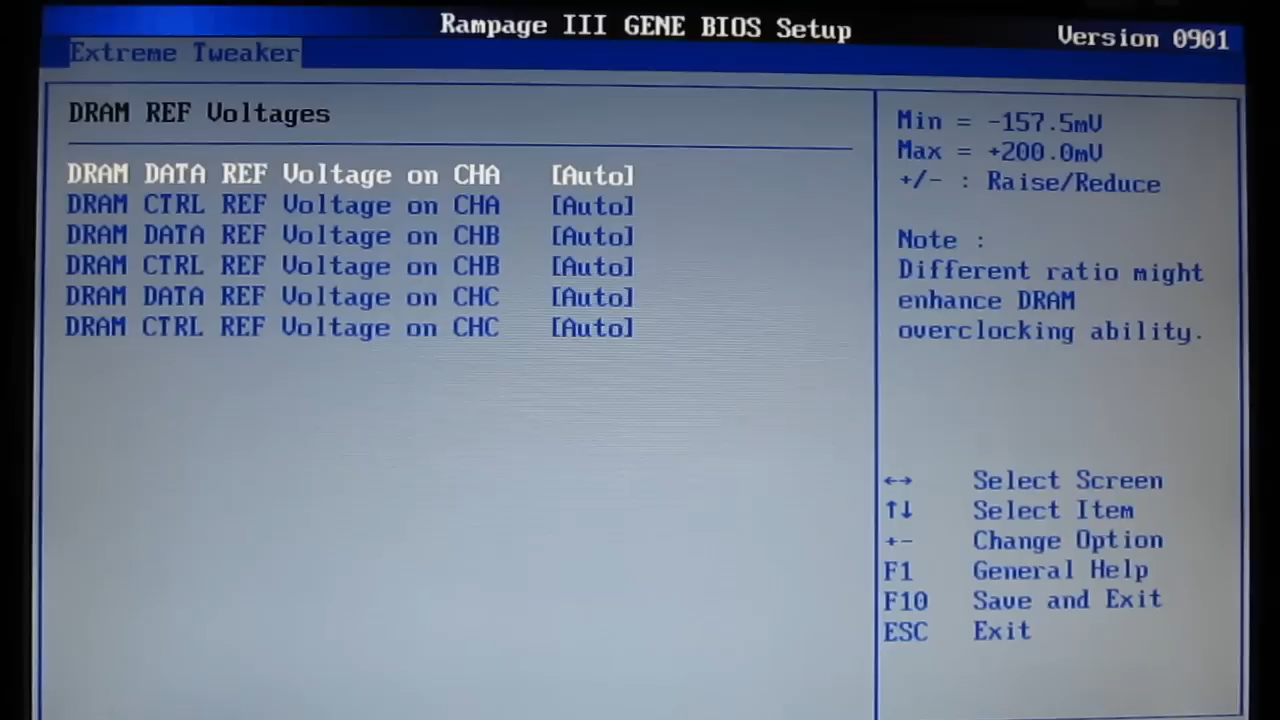 Rampage III GENE BIOS Setup
Version 0901
Extreme Tweaker
DRAM REF Voltages
DRAM DATA REF Voltage on CHA [Auto]
DRAM CTRL REF Voltage on CHA [Auto]
DRAM DATA REF Voltage on CHB [Auto]
DRAM CTRL REF Voltage on CHB [Auto]
DRAM DATA REF Voltage on CHC [Auto]
DRAM CTRL REF Voltage on CHC [Auto]
Min = -157.5mV
Max = +200.0mV
+/- : Raise/Reduce
Note :
Different ratio might
enhance DRAM
overclocking ability.
←→ Select Screen
↑↓ Select Item
+- Change Option
F1 General Help
F10 Save and Exit
ESC Exit